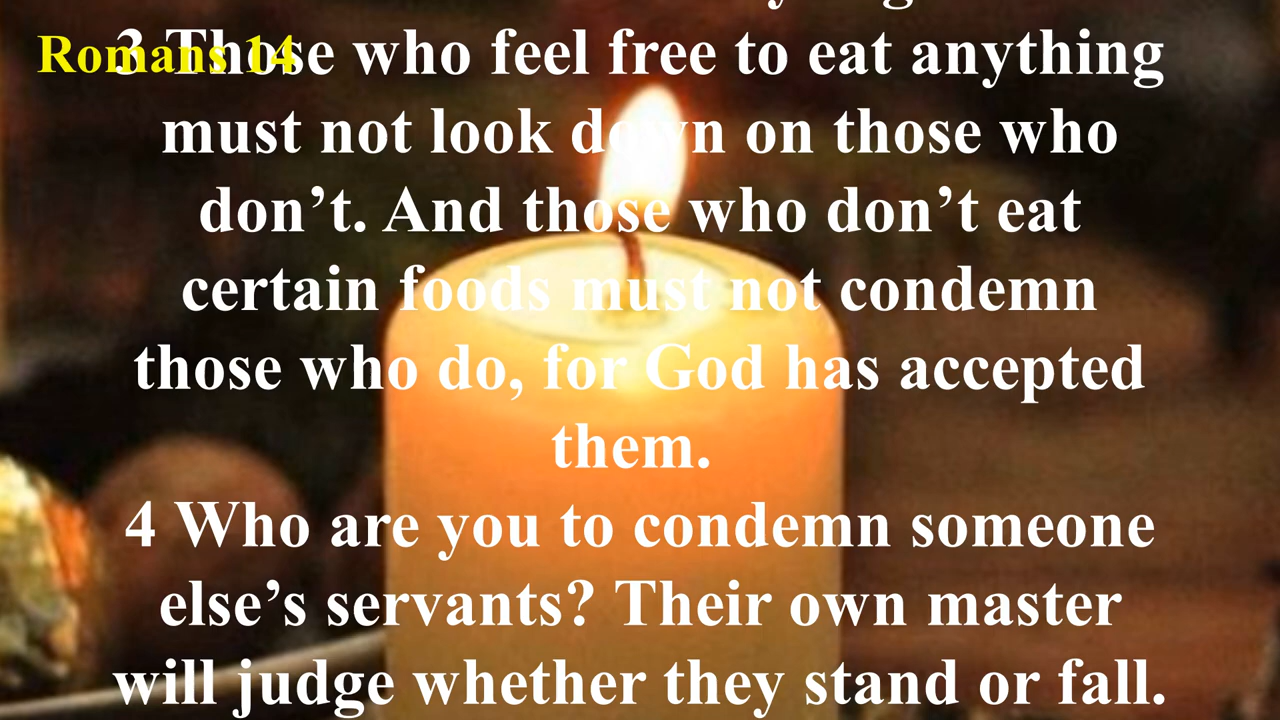 Romans 14
3 Those who feel free to eat anything
must not look down on those who
don’t. And those who don’t eat
certain foods must not condemn
those who do, for God has accepted
them.
4 Who are you to condemn someone
else’s servants? Their own master
will judge whether they stand or fall.